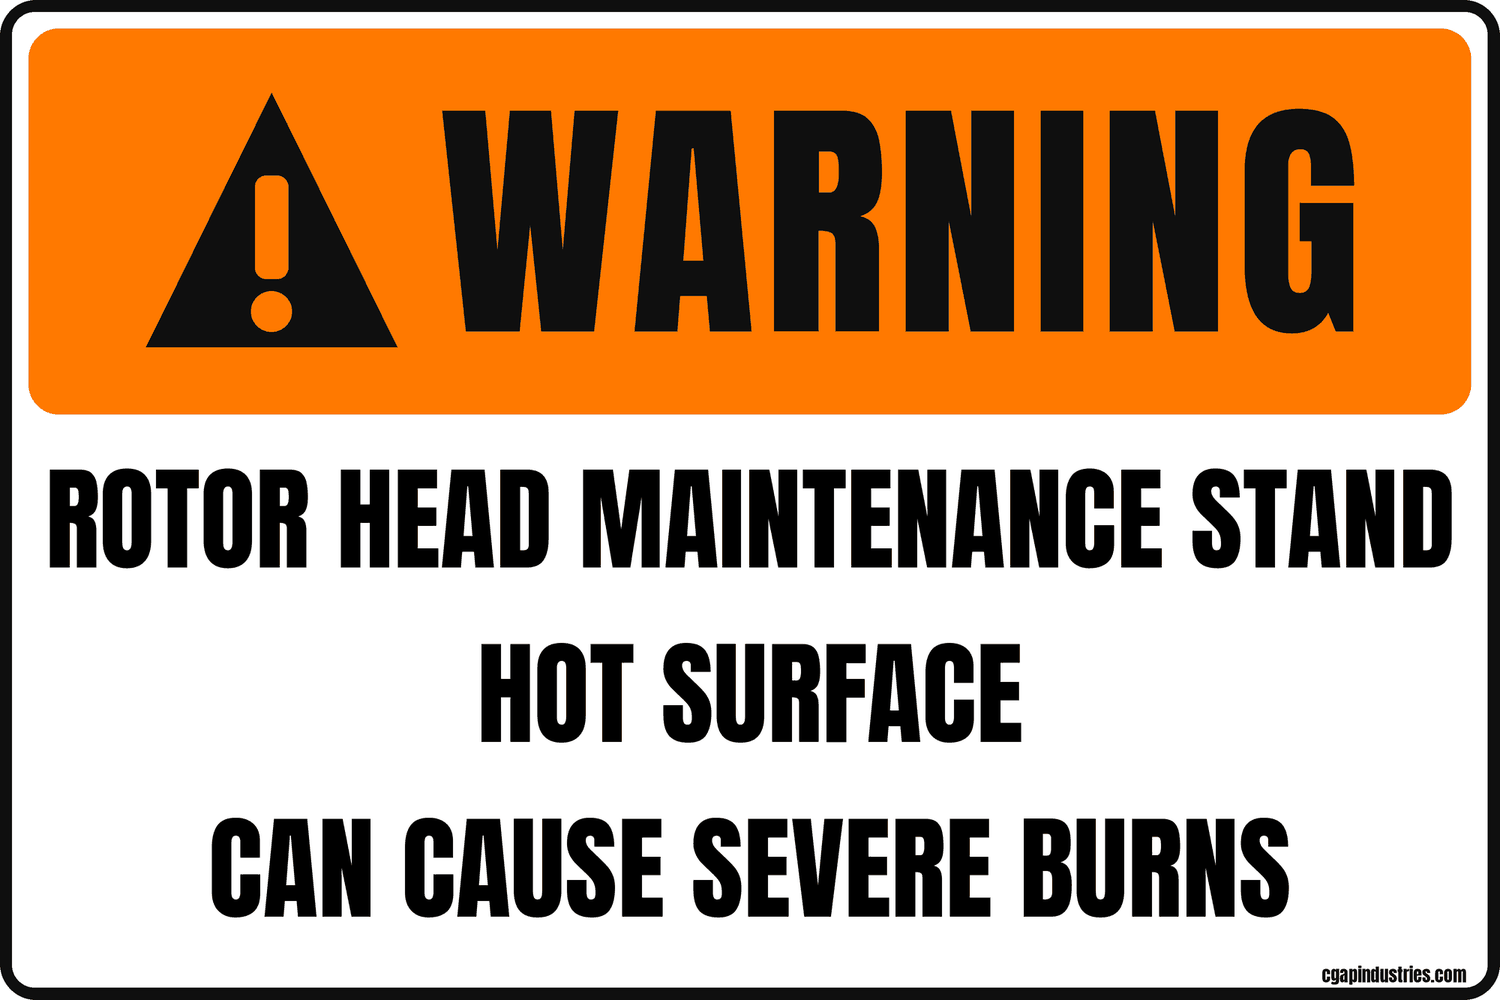 WARNING
ROTOR HEAD MAINTENANCE STAND
HOT SURFACE
CAN CAUSE SEVERE BURNS
cgapindustries.com